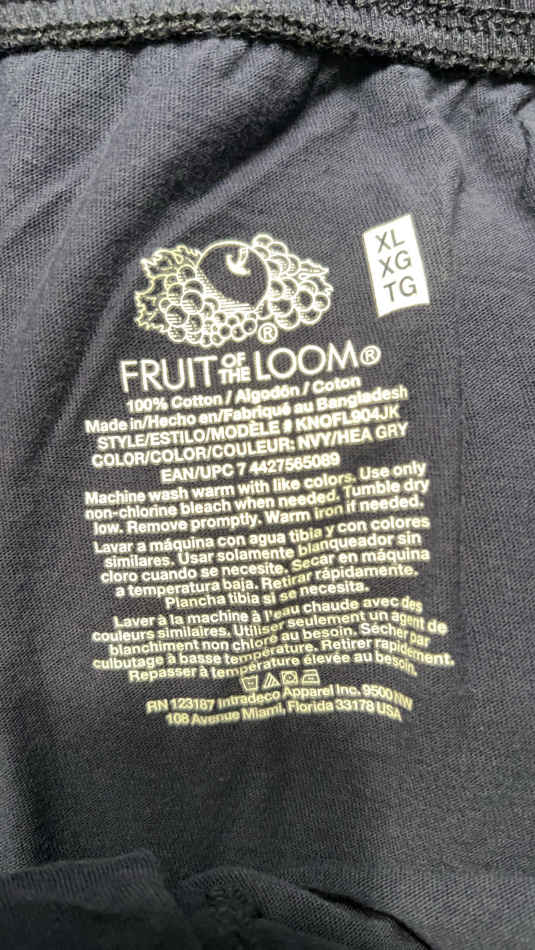 XL
XG
TG
®
FRUIT OF THE LOOM®
100% Cotton / Algodón / Coton
Made in/Hecho en/Fabriqué au Bangladesh
STYLE/ESTILO/MODÈLE # KNOFL904JK
COLOR/COLOR/COULEUR: NVY/HEA GRY
EAN/UPC 7 4427565089
Machine wash warm with like colors. Use only
non-chlorine bleach when needed. Tumble dry
low. Remove promptly. Warm iron if needed.
Lavar a máquina con agua tibia y con colores
similares. Usar solamente blanqueador sin
cloro cuando se necesite. Secar en máquina
a temperatura baja. Retirar rápidamente.
Plancha tibia si se necesita.
Laver à la machine à l'eau chaude avec des
couleurs similaires. Utiliser seulement un agent de
blanchiment non chloré au besoin. Sécher par
culbutage à basse température. Retirer rapidement.
Repasser à température élevée au besoin.
RN 123187 Intradeco Apparel Inc. 9500 NW
108 Avenue Miami, Florida 33178 USA